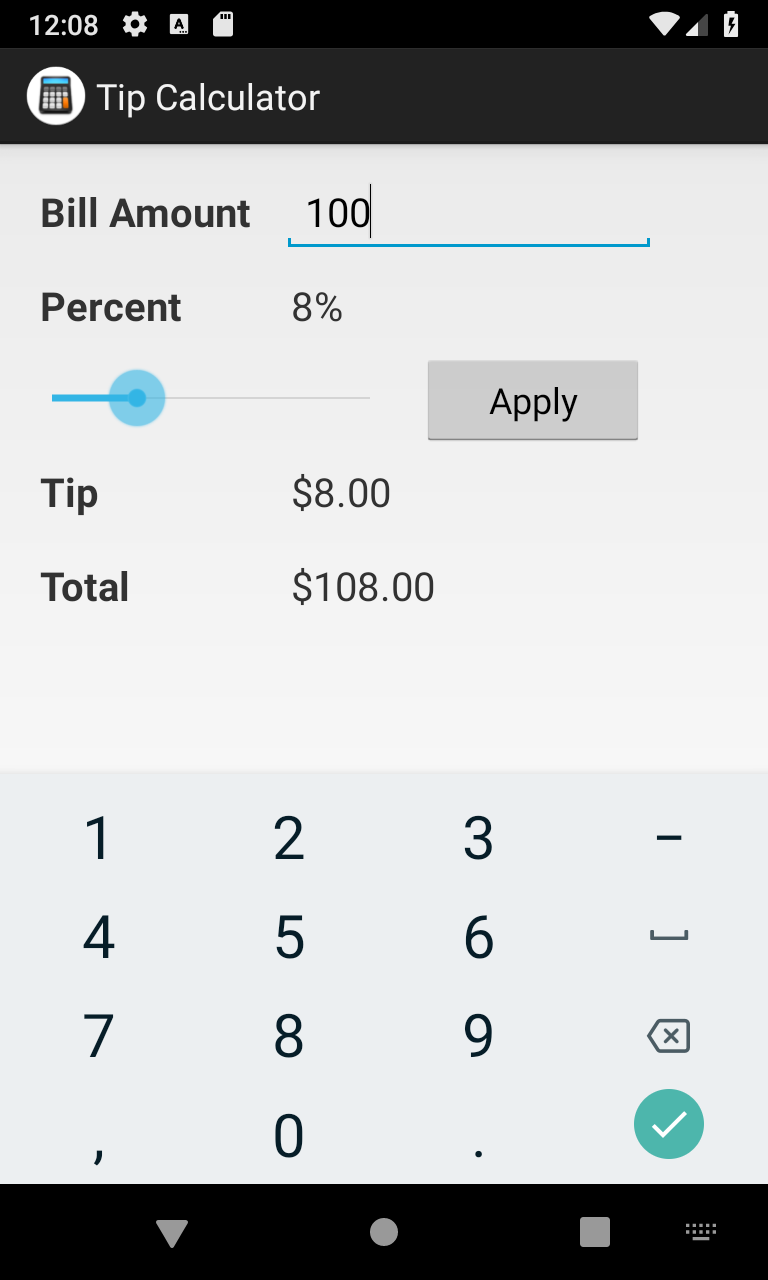 12:08
Tip Calculator
Bill Amount 100
Percent 8%
Apply
Tip $8.00
Total $108.00
1 2 3 −
4 5 6
7 8 9
, 0 .